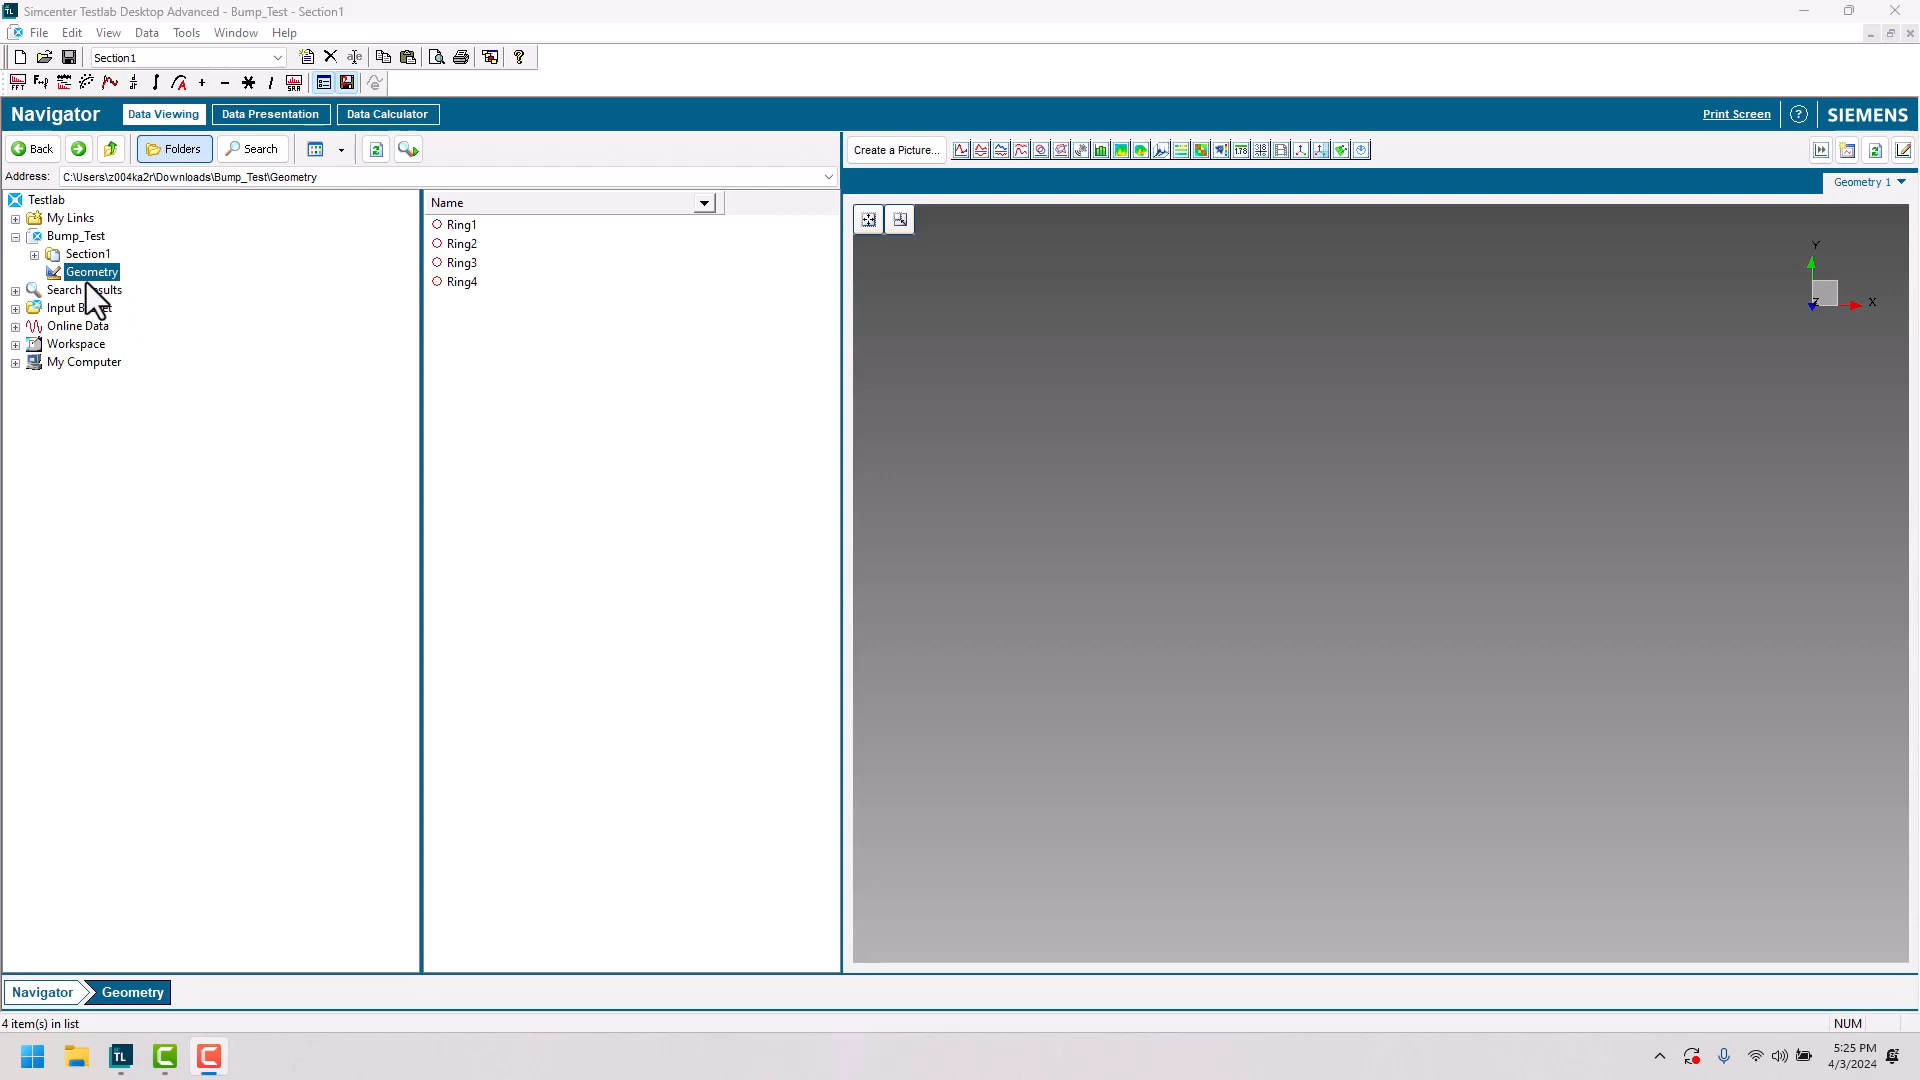 Simcenter Testlab Desktop Advanced - Bump_Test - Section1
File Edit View Data Tools Window Help
Section1
Navigator Data Viewing Data Presentation Data Calculator Print Screen SIEMENS
Back Folders Search Create a Picture...
Address: C:\Users\z004ka2r\Downloads\Bump_Test\Geometry
Geometry 1
Testlab
My Links
Bump_Test
Section1
Geometry
Search
Input
Online Data
Workspace
My Computer
Name
Ring1
Ring2
Ring3
Ring4
Y
Z
X
Navigator Geometry
4 item(s) in list
NUM
TL
5:25 PM
4/3/2024